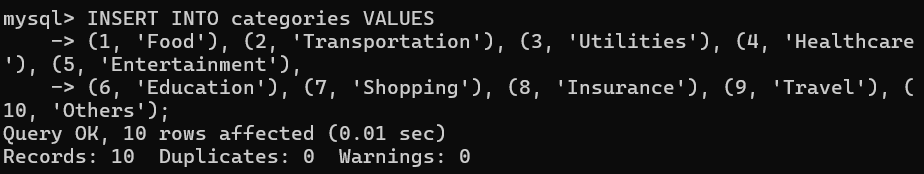 mysql> INSERT INTO categories VALUES
    -> (1, 'Food'), (2, 'Transportation'), (3, 'Utilities'), (4, 'Healthcare
'), (5, 'Entertainment'),
    -> (6, 'Education'), (7, 'Shopping'), (8, 'Insurance'), (9, 'Travel'), (
10, 'Others');
Query OK, 10 rows affected (0.01 sec)
Records: 10  Duplicates: 0  Warnings: 0